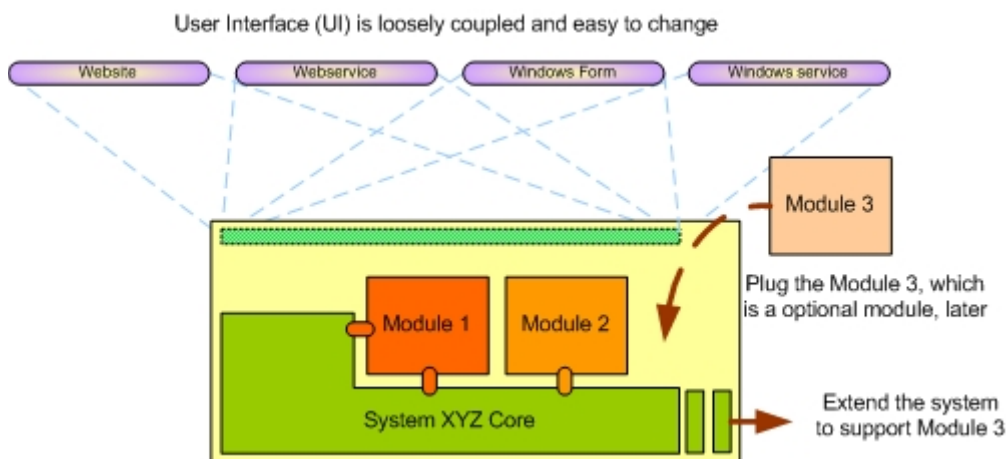 User Interface (UI) is loosely coupled and easy to change
Website
Webservice
Windows Form
Windows service
Module 3
Plug the Module 3, which
is a optional module, later
Module 1
Module 2
System XYZ Core
Extend the system
to support Module 3